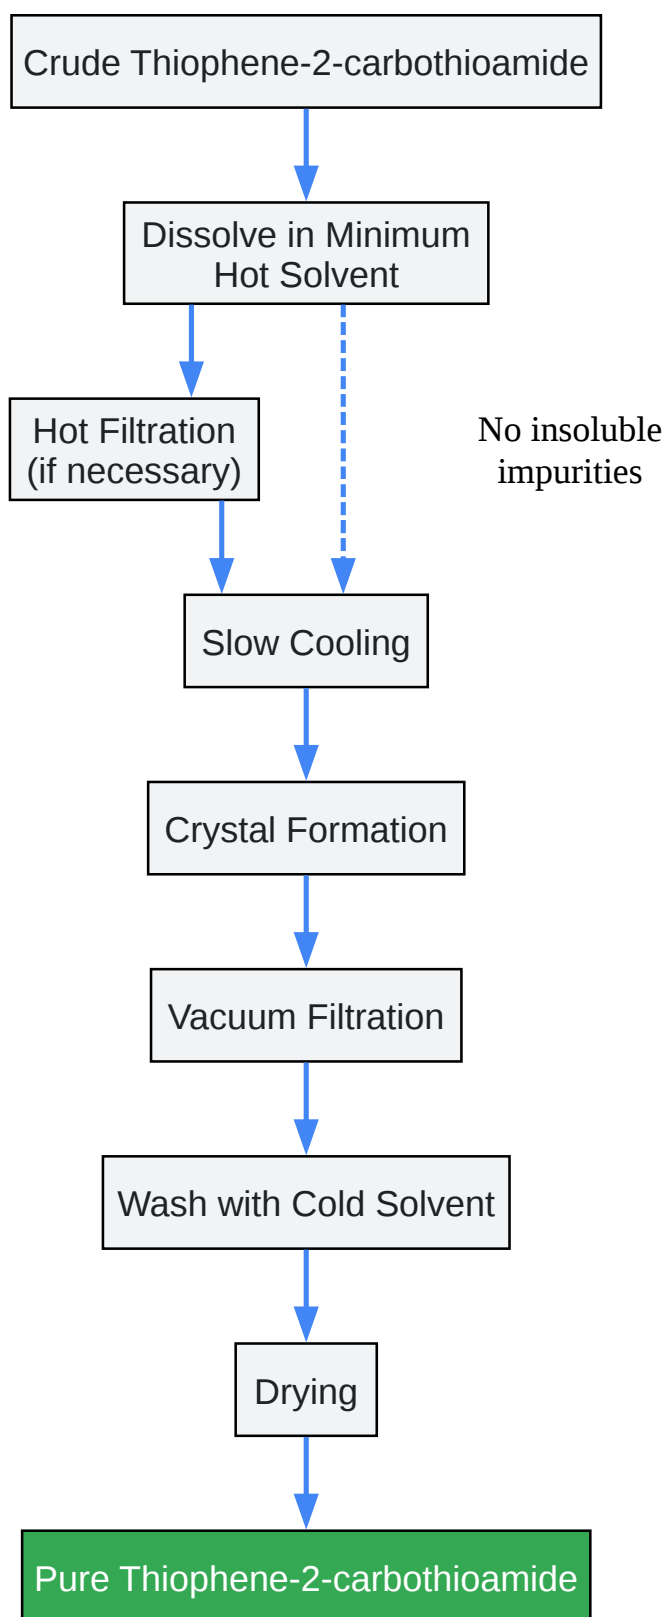 Crude Thiophene-2-carbothioamide
Dissolve in Minimum
Hot Solvent
Hot Filtration
(if necessary)
No insoluble
impurities
Slow Cooling
Crystal Formation
Vacuum Filtration
Wash with Cold Solvent
Drying
Pure Thiophene-2-carbothioamide